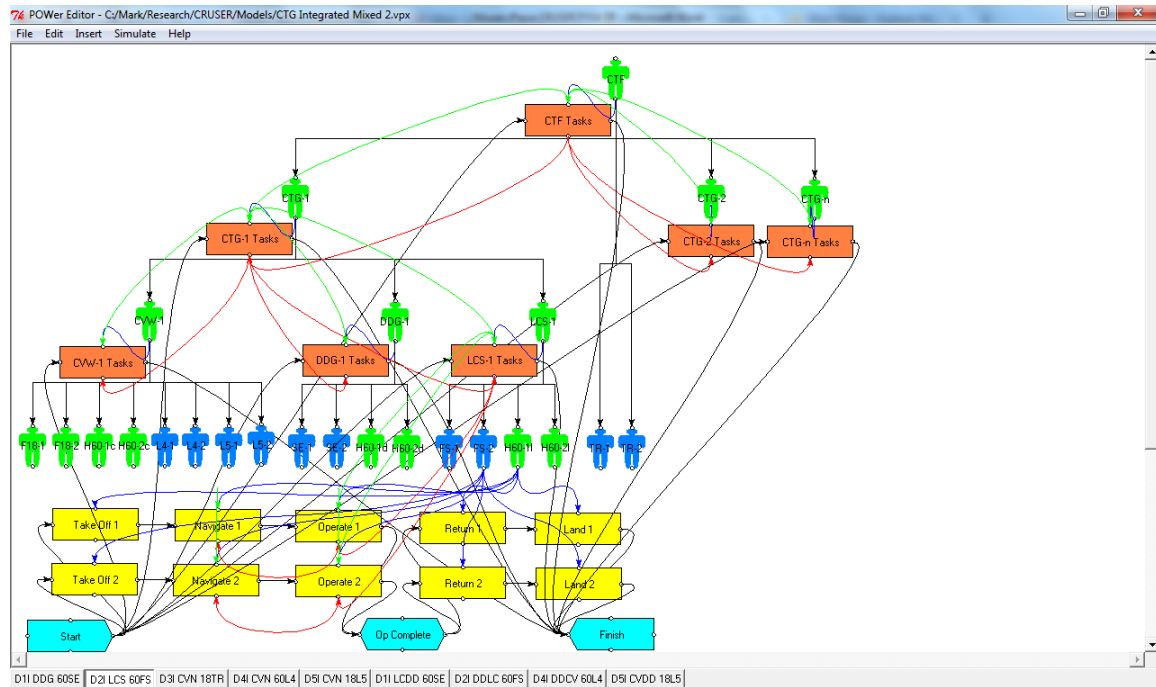 POWer Editor - C:/Mark/Research/CRUSER/Models/CTG Integrated Mixed 2.vpx
File Edit Insert Simulate Help
CTF
CTF Tasks
CTG-1 CTG-2 CTG-n
CTG-1 Tasks CTG-2 Tasks CTG-n Tasks
CVW-1 DDG-1 LCS-1
CVW-1 Tasks DDG-1 Tasks LCS-1 Tasks
F18-1 F18-2 H60-1c H60-2c L4-1 L4-2 L5-1 L5-2 SE-1 SE-2 H60-1d H60-2d FS-1 FS-2 H60-1l H60-2l TR-1 TR-2
Take Off 1 Navigate 1 Operate 1 Return 1 Land 1
Take Off 2 Navigate 2 Operate 2 Return 2 Land 2
Start Op Complete Finish
D1I DDG 60SE D2I LCS 60FS D3I CVN 18TR D4I CVN 60L4 D5I CVN 18L5 D1I LCDD 60SE D2I DDLC 60FS D4I DDCV 60L4 D5I CVDD 18L5